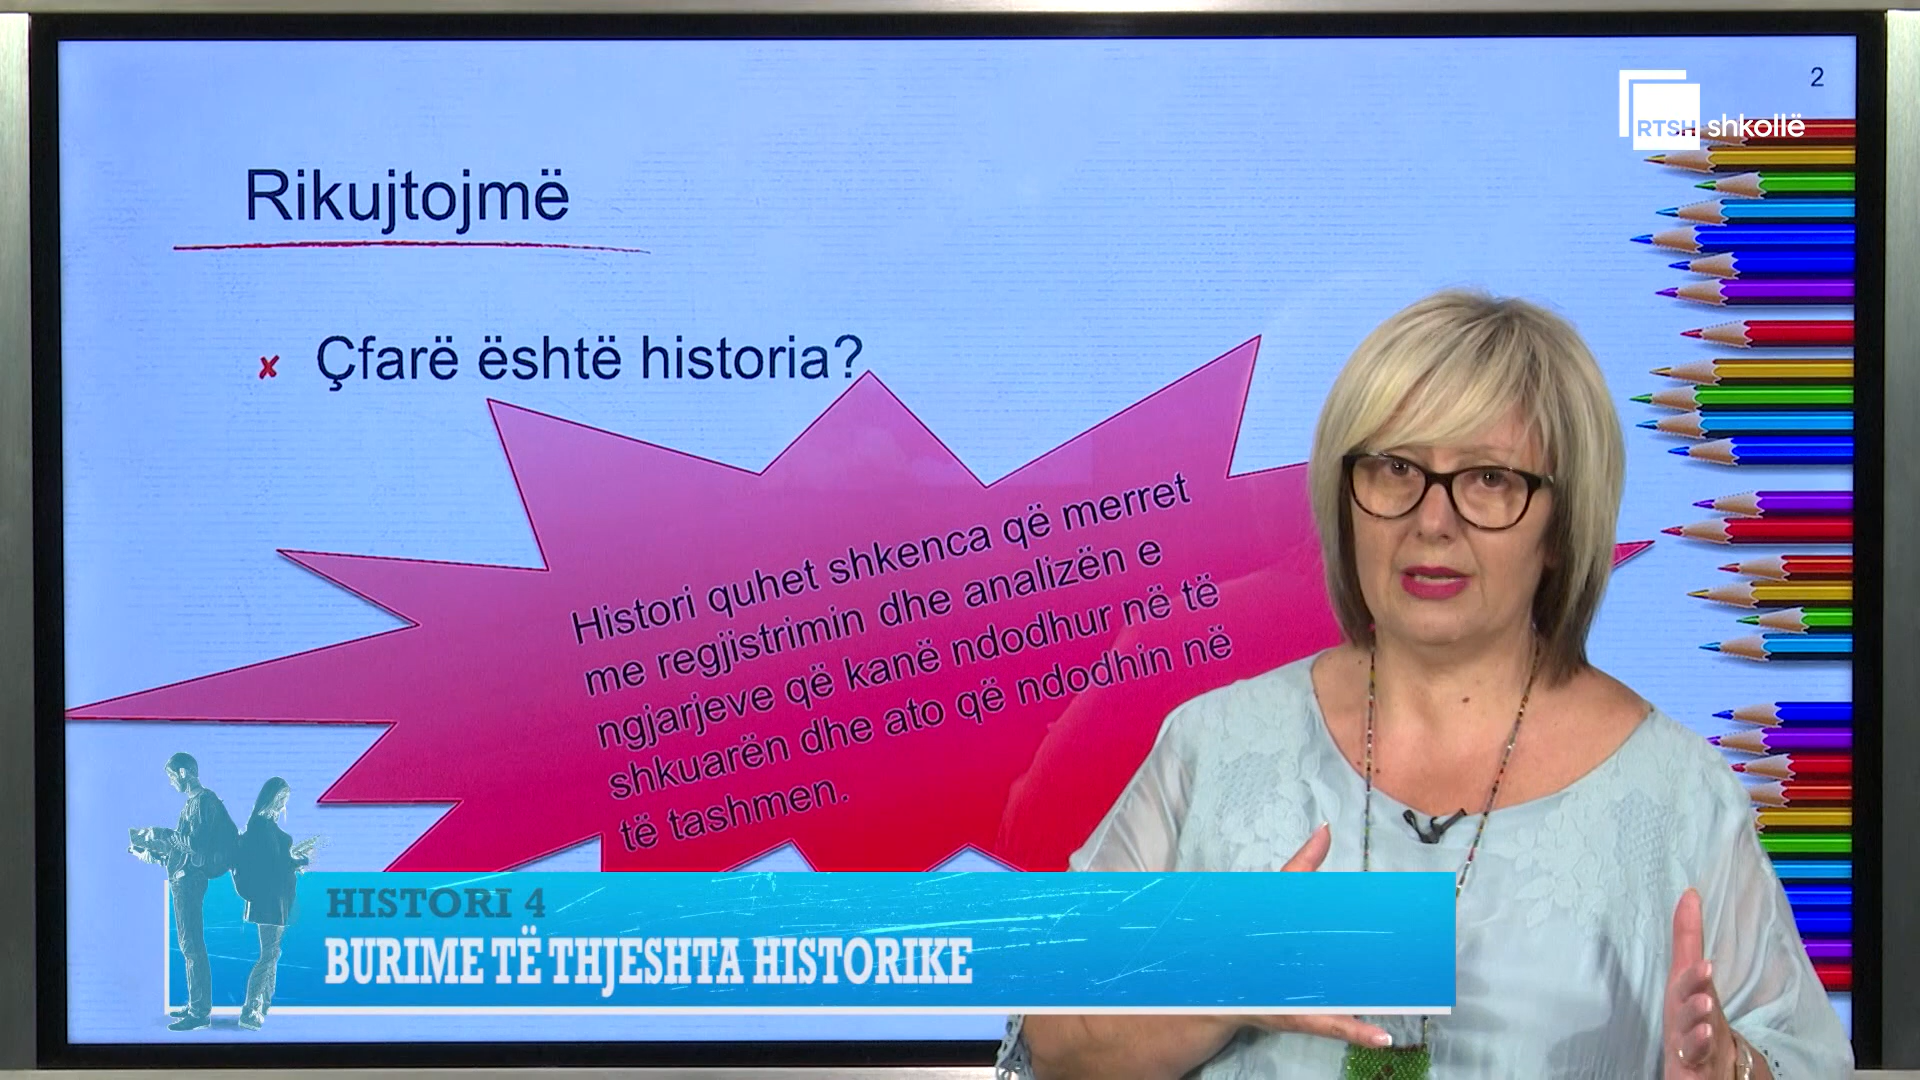 2
RTSH shkollë
Rikujtojmë
Çfarë është historia?
Histori quhet shkenca që merret
me regjistrimin dhe analizën e
ngjarjeve që kanë ndodhur në të
shkuarën dhe ato që ndodhin në
të tashmen.
HISTORI 4
BURIME TË THJESHTA HISTORIKE